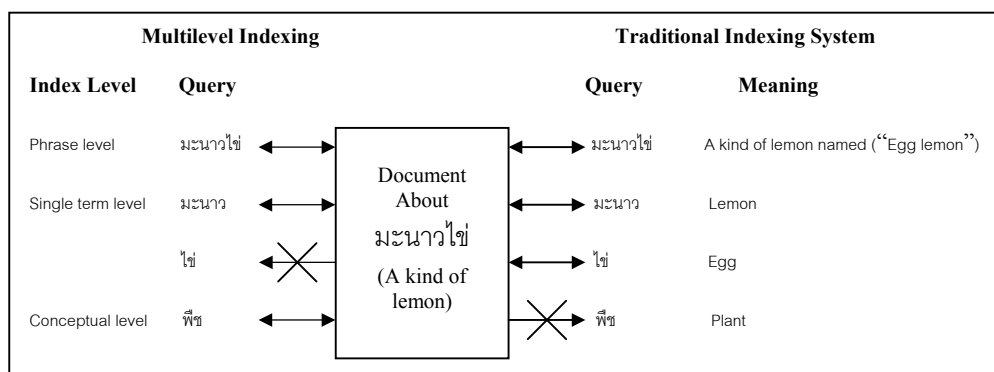 Multilevel Indexing Traditional Indexing System
Index Level Query Query Meaning
Phrase level มะนาวไข่ มะนาวไข่ A kind of lemon named (“Egg lemon”)
Single term level มะนาว มะนาว Lemon
ไข่ ไข่ Egg
Conceptual level พืช พืช Plant
Document
About
มะนาวไข่
(A kind of
lemon)